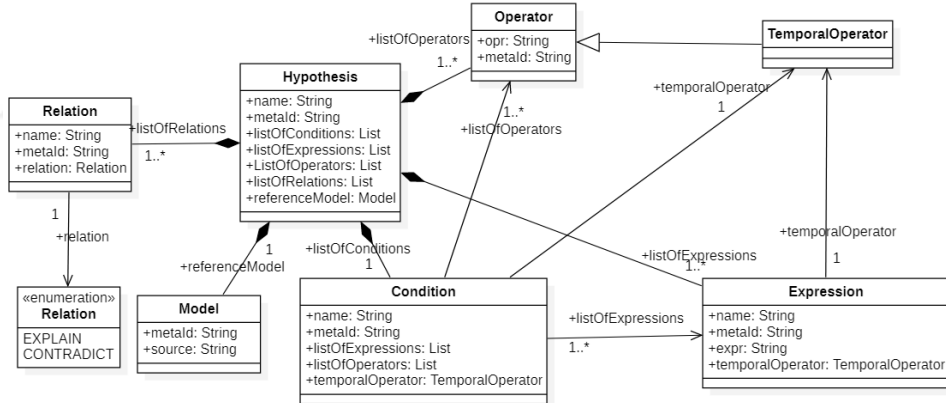 Operator
+opr: String
+metaId: String
TemporalOperator
+listOfOperators
1..*
Hypothesis
+name: String
+metaId: String
+listOfConditions: List
+listOfExpressions: List
+ListOfOperators: List
+listOfRelations: List
+referenceModel: Model
Relation
+name: String
+metaId: String
+relation: Relation
+listOfRelations
1..*
1..*
+listOfOperators
+temporalOperator
1
1
+relation
1
+referenceModel
+listOfConditions
1
+temporalOperator
1
+listOfExpressions
1..*
«enumeration»
Relation
EXPLAIN
CONTRADICT
Model
+metaId: String
+source: String
Condition
+name: String
+metaId: String
+listOfExpressions: List
+listOfOperators: List
+temporalOperator: TemporalOperator
+listOfExpressions
1..*
Expression
+name: String
+metaId: String
+expr: String
+temporalOperator: TemporalOperator